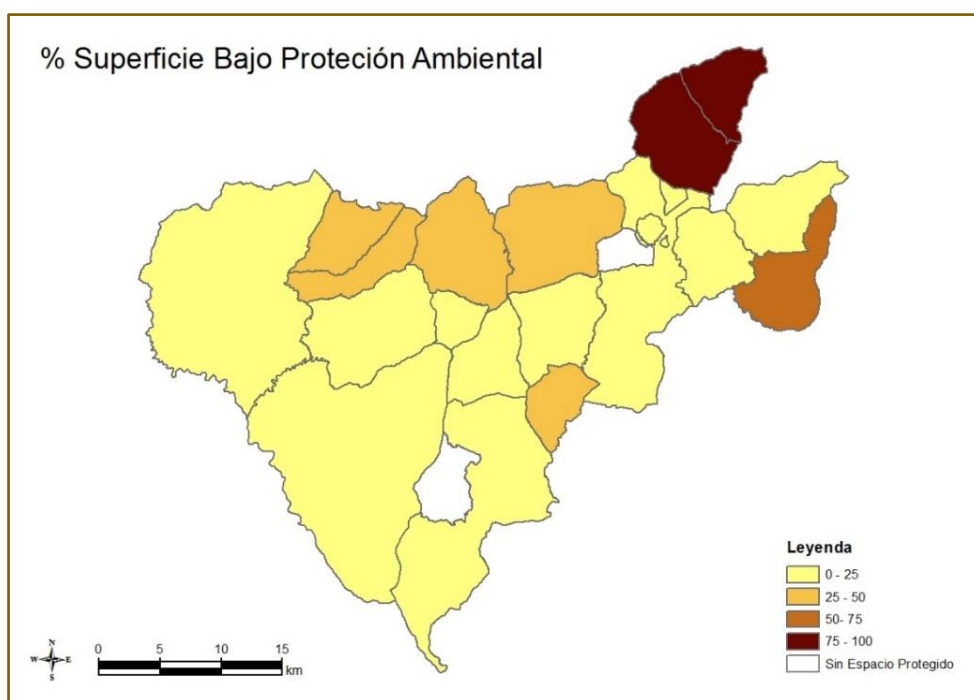 % Superficie Bajo Proteción Ambiental
Leyenda
0 - 25
25 - 50
50- 75
75 - 100
Sin Espacio Protegido
N
W E
S
0 5 10 15
km